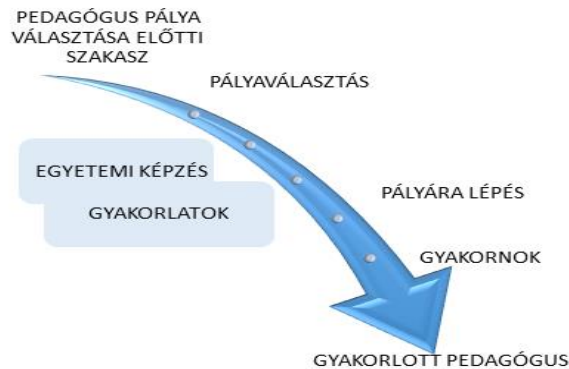 PEDAGÓGUS PÁLYA
VÁLASZTÁSA ELŐTTI
SZAKASZ
PÁLYAVÁLASZTÁS
EGYETEMI KÉPZÉS
GYAKORLATOK
PÁLYÁRA LÉPÉS
GYAKORNOK
GYAKORLOTT PEDAGÓGUS